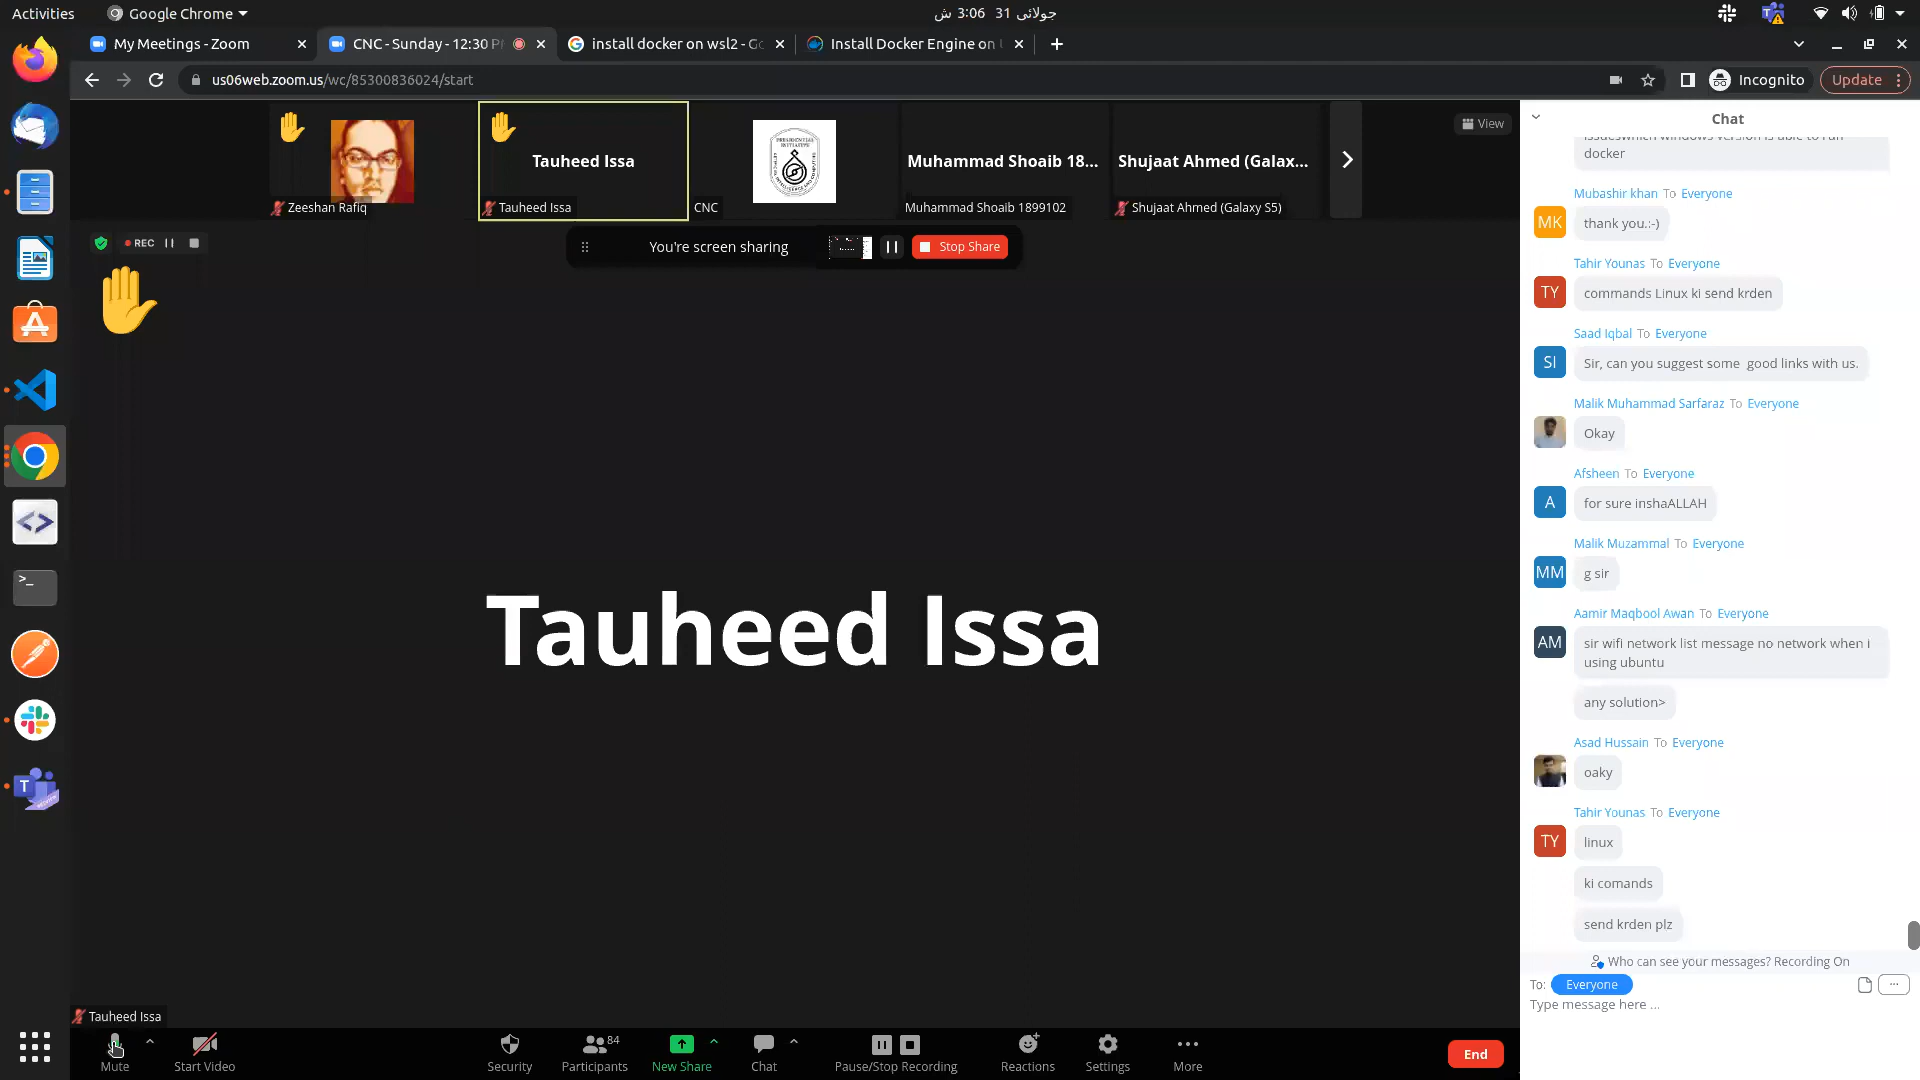 Activities
Google Chrome
جولائی 31 3:06 ش
My Meetings - Zoom
CNC - Sunday - 12:30 P
install docker on wsl2 - Go
Install Docker Engine on
us06web.zoom.us/wc/85300836024/start
Incognito
Update
Zeeshan Rafiq
Tauheed Issa
Tauheed Issa
PRESIDENTIAL
INITIATIVE
CNC
Muhammad Shoaib 18...
Muhammad Shoaib 1899102
Shujaat Ahmed (Galax...
Shujaat Ahmed (Galaxy S5)
View
REC
You're screen sharing
Stop Share
Tauheed Issa
Tauheed Issa
Mute
Start Video
Security
84
Participants
New Share
Chat
Pause/Stop Recording
Reactions
Settings
More
End
Chat
docker
Mubashir khan To Everyone
MK
thank you.:-)
Tahir Younas To Everyone
TY
commands Linux ki send krden
Saad Iqbal To Everyone
SI
Sir, can you suggest some good links with us.
Malik Muhammad Sarfaraz To Everyone
Okay
Afsheen To Everyone
A
for sure inshaALLAH
Malik Muzammal To Everyone
MM
g sir
Aamir Maqbool Awan To Everyone
AM
sir wifi network list message no network when i
using ubuntu
any solution>
Asad Hussain To Everyone
oaky
Tahir Younas To Everyone
TY
linux
ki comands
send krden plz
Who can see your messages? Recording On
To: Everyone
Type message here ...